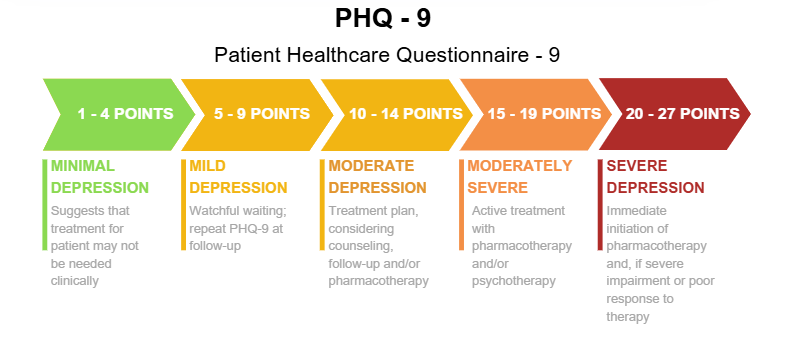 PHQ - 9
Patient Healthcare Questionnaire - 9
1 - 4 POINTS
5 - 9 POINTS
10 - 14 POINTS
15 - 19 POINTS
20 - 27 POINTS
MINIMAL
DEPRESSION
Suggests that
treatment for
patient may not
be needed
clinically
MILD
DEPRESSION
Watchful waiting;
repeat PHQ-9 at
follow-up
MODERATE
DEPRESSION
Treatment plan,
considering
counseling,
follow-up and/or
pharmacotherapy
MODERATELY
SEVERE
Active treatment
with
pharmacotherapy
and/or
psychotherapy
SEVERE
DEPRESSION
Immediate
initiation of
pharmacotherapy
and, if severe
impairment or poor
response to
therapy